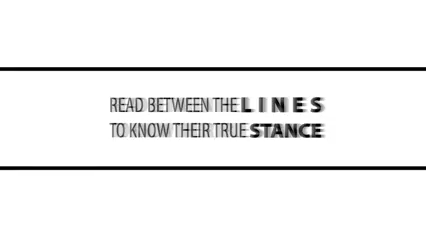 READ BETWEEN THE L I N E S
TO KNOW THEIR TRUE STANCE